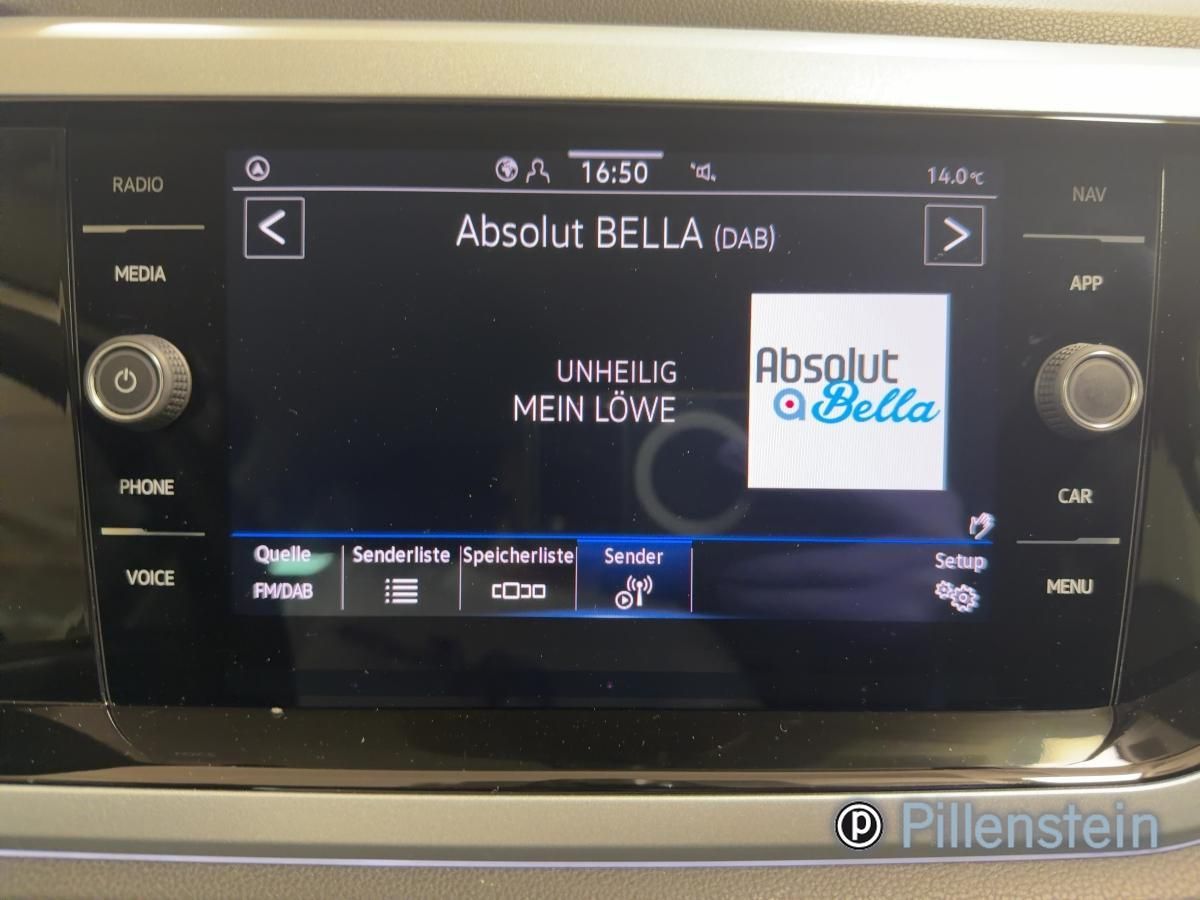 RADIO
MEDIA
PHONE
VOICE
16:50
14.0°C
Absolut BELLA (DAB)
UNHEILIG
MEIN LÖWE
Absolut
a Bella
Quelle
FM/DAB
Senderliste
Speicherliste
Sender
Setup
NAV
APP
CAR
MENU
p Pillenstein